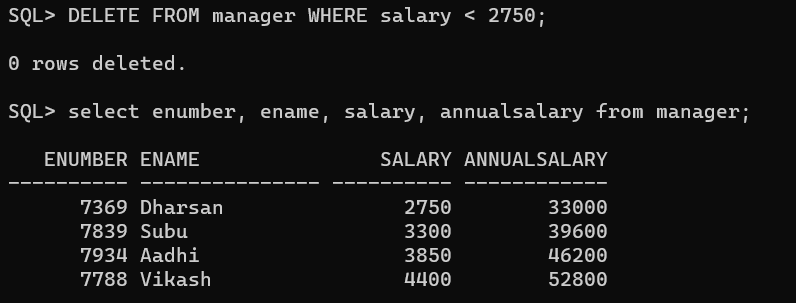 SQL> DELETE FROM manager WHERE salary < 2750;
0 rows deleted.
SQL> select enumber, ename, salary, annualsalary from manager;
   ENUMBER ENAME               SALARY ANNUALSALARY
---------- --------------- ---------- ------------
      7369 Dharsan               2750        33000
      7839 Subu                  3300        39600
      7934 Aadhi                 3850        46200
      7788 Vikash                4400        52800